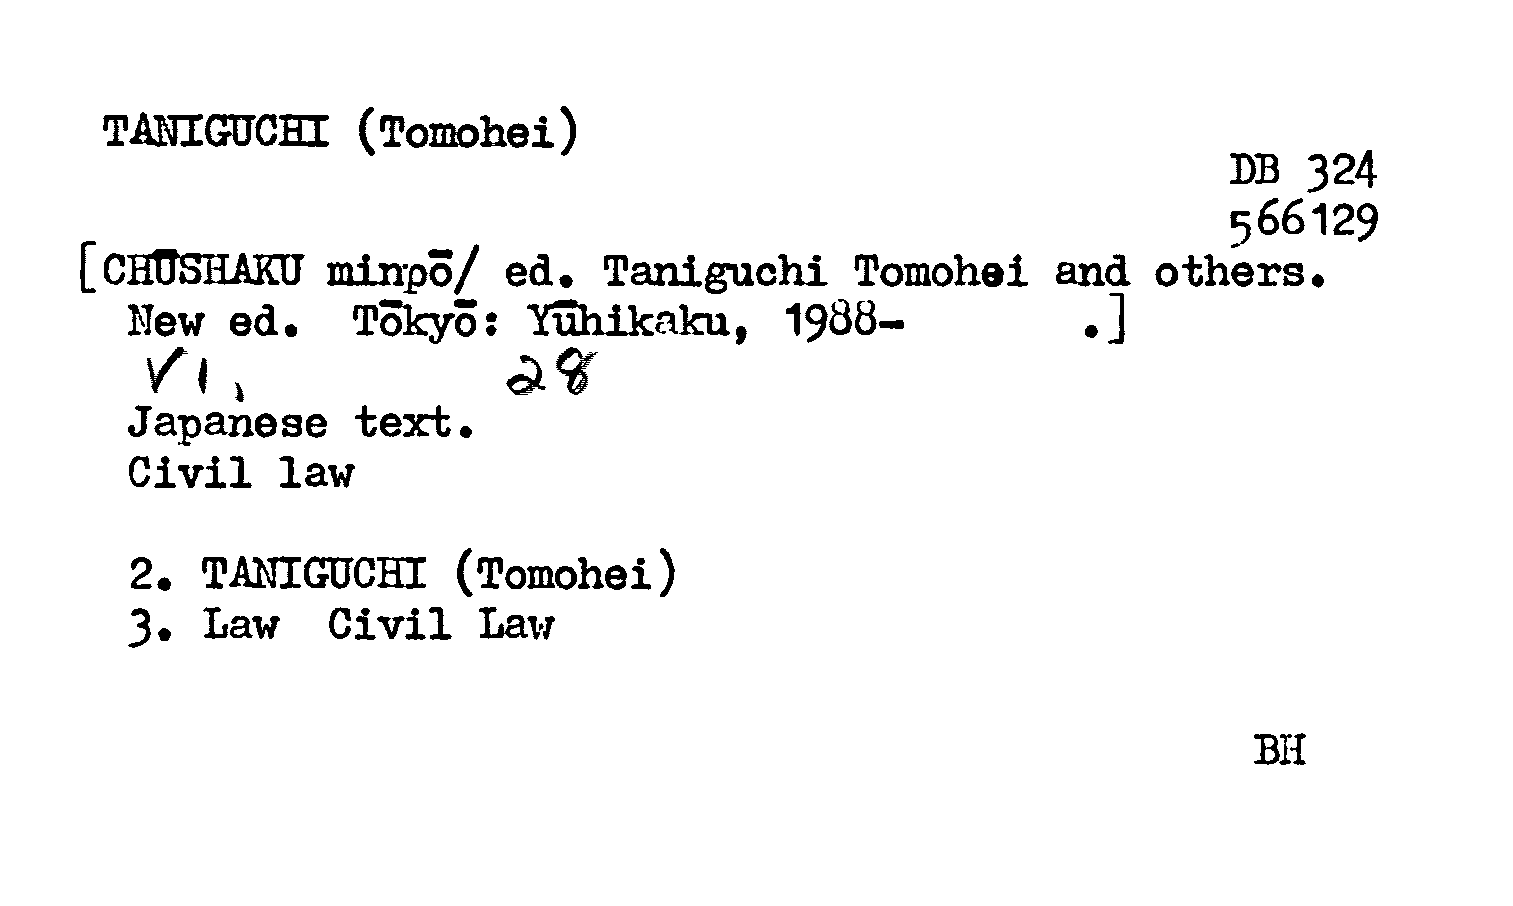 TANIGUCHI (Tomohei)
DB 324
566129
[CHŪSHAKU minpō/ ed. Taniguchi Tomohei and others.
New ed. Tōkyō: Yūhikaku, 1988- .]
V1, 28
Japanese text.
Civil law
2. TANIGUCHI (Tomohei)
3. Law Civil Law
BH